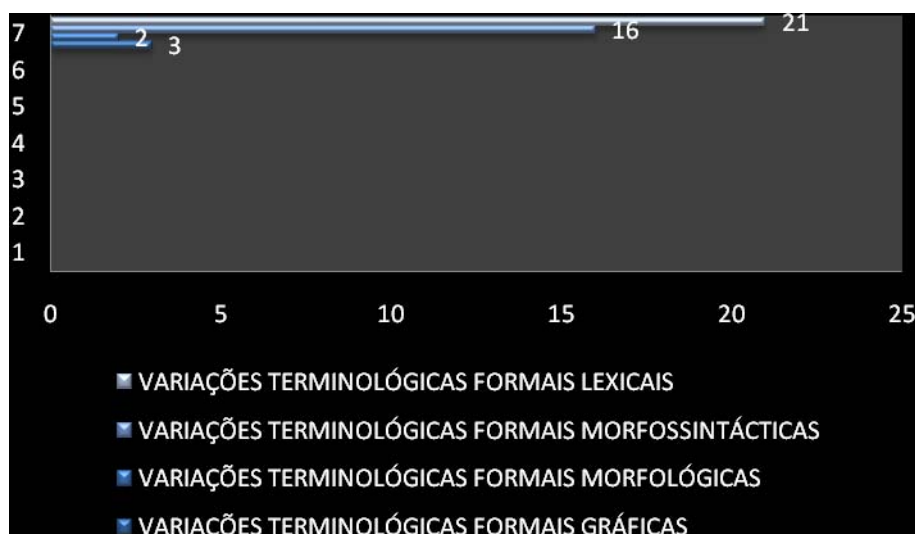 7
2
3
16
21
6
5
4
3
2
1
0 5 10 15 20 25
VARIAÇÕES TERMINOLÓGICAS FORMAIS LEXICAIS
VARIAÇÕES TERMINOLÓGICAS FORMAIS MORFOSSINTÁCTICAS
VARIAÇÕES TERMINOLÓGICAS FORMAIS MORFOLÓGICAS
VARIAÇÕES TERMINOLÓGICAS FORMAIS GRÁFICAS